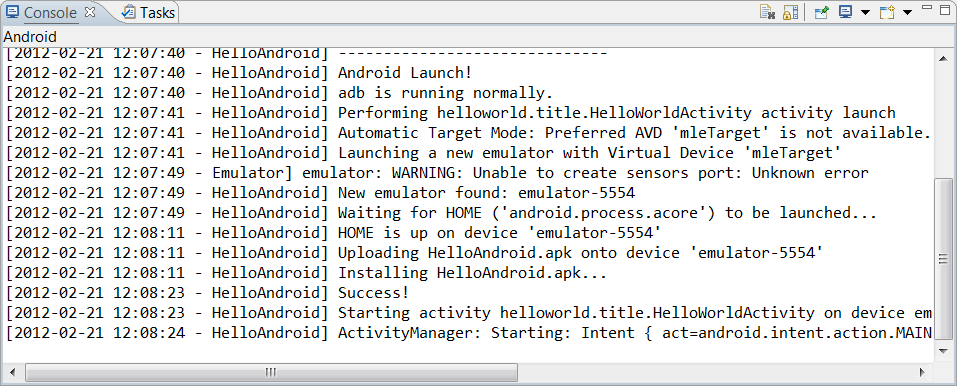 Console Tasks
Android
[2012-02-21 12:07:40 - HelloAndroid] ------------------------------
[2012-02-21 12:07:40 - HelloAndroid] Android Launch!
[2012-02-21 12:07:40 - HelloAndroid] adb is running normally.
[2012-02-21 12:07:41 - HelloAndroid] Performing helloworld.title.HelloWorldActivity activity launch
[2012-02-21 12:07:41 - HelloAndroid] Automatic Target Mode: Preferred AVD 'mleTarget' is not available.
[2012-02-21 12:07:41 - HelloAndroid] Launching a new emulator with Virtual Device 'mleTarget'
[2012-02-21 12:07:49 - Emulator] emulator: WARNING: Unable to create sensors port: Unknown error
[2012-02-21 12:07:49 - HelloAndroid] New emulator found: emulator-5554
[2012-02-21 12:07:49 - HelloAndroid] Waiting for HOME ('android.process.acore') to be launched...
[2012-02-21 12:08:11 - HelloAndroid] HOME is up on device 'emulator-5554'
[2012-02-21 12:08:11 - HelloAndroid] Uploading HelloAndroid.apk onto device 'emulator-5554'
[2012-02-21 12:08:11 - HelloAndroid] Installing HelloAndroid.apk...
[2012-02-21 12:08:23 - HelloAndroid] Success!
[2012-02-21 12:08:23 - HelloAndroid] Starting activity helloworld.title.HelloWorldActivity on device em
[2012-02-21 12:08:24 - HelloAndroid] ActivityManager: Starting: Intent { act=android.intent.action.MAIN